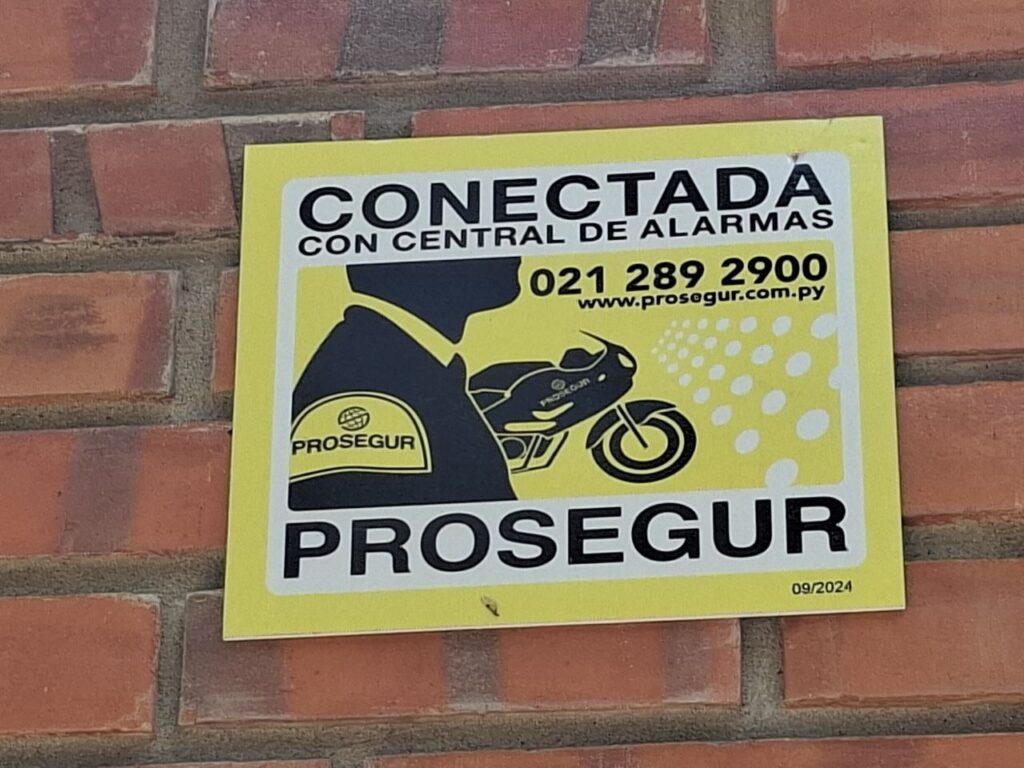 CONECTADA
CON CENTRAL DE ALARMAS
021 289 2900
www.prosegur.com.py
PROSEGUR
PROSEGUR
PROSEGUR
09/2024